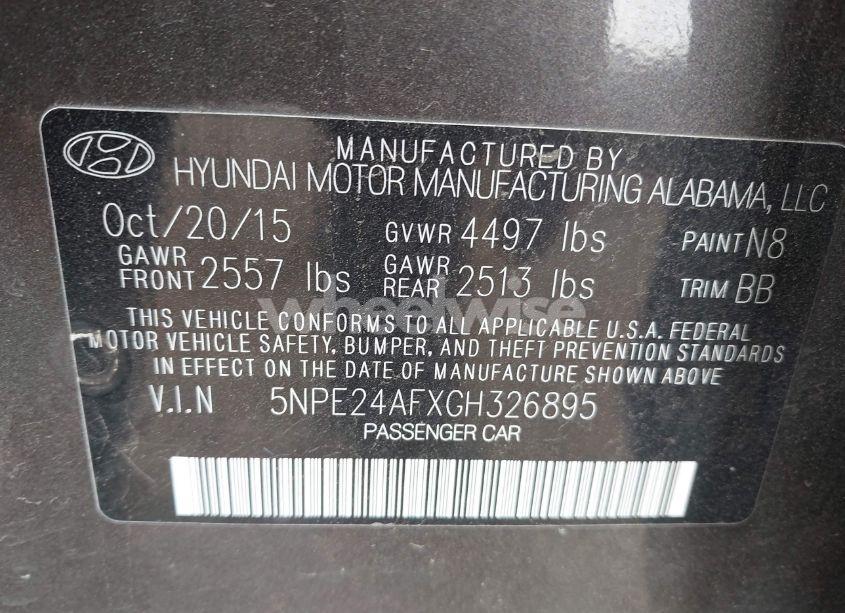 MANUFACTURED BY
HYUNDAI MOTOR MANUFACTURING ALABAMA, LLC
Oct/20/15 GVWR 4497 lbs PAINT N8
GAWR FRONT 2557 lbs GAWR REAR 2513 lbs TRIM BB
wheelwise
THIS VEHICLE CONFORMS TO ALL APPLICABLE U.S.A. FEDERAL
MOTOR VEHICLE SAFETY, BUMPER, AND THEFT PREVENTION STANDARDS
IN EFFECT ON THE DATE OF MANUFACTURE SHOWN ABOVE
V.I.N 5NPE24AFXGH326895
PASSENGER CAR